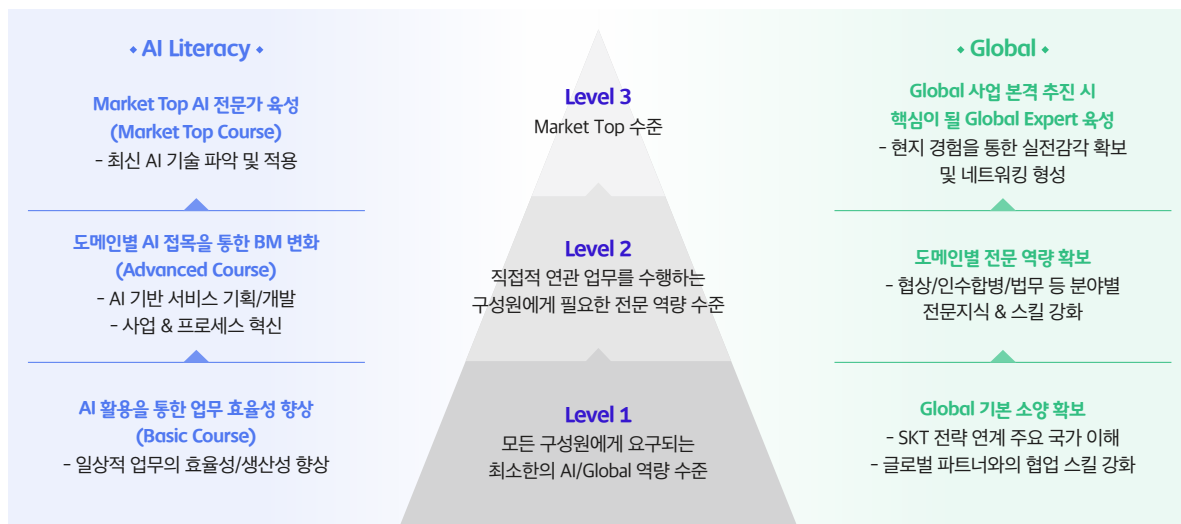 • AI Literacy •
Market Top AI 전문가 육성
(Market Top Course)
- 최신 AI 기술 파악 및 적용
도메인별 AI 접목을 통한 BM 변화
(Advanced Course)
- AI 기반 서비스 기획/개발
- 사업 & 프로세스 혁신
AI 활용을 통한 업무 효율성 향상
(Basic Course)
- 일상적 업무의 효율성/생산성 향상
Level 3
Market Top 수준
Level 2
직접적 연관 업무를 수행하는
구성원에게 필요한 전문 역량 수준
Level 1
모든 구성원에게 요구되는
최소한의 AI/Global 역량 수준
• Global •
Global 사업 본격 추진 시
핵심이 될 Global Expert 육성
- 현지 경험을 통한 실전감각 확보
및 네트워킹 형성
도메인별 전문 역량 확보
- 협상/인수합병/법무 등 분야별
전문지식 & 스킬 강화
Global 기본 소양 확보
- SKT 전략 연계 주요 국가 이해
- 글로벌 파트너와의 협업 스킬 강화